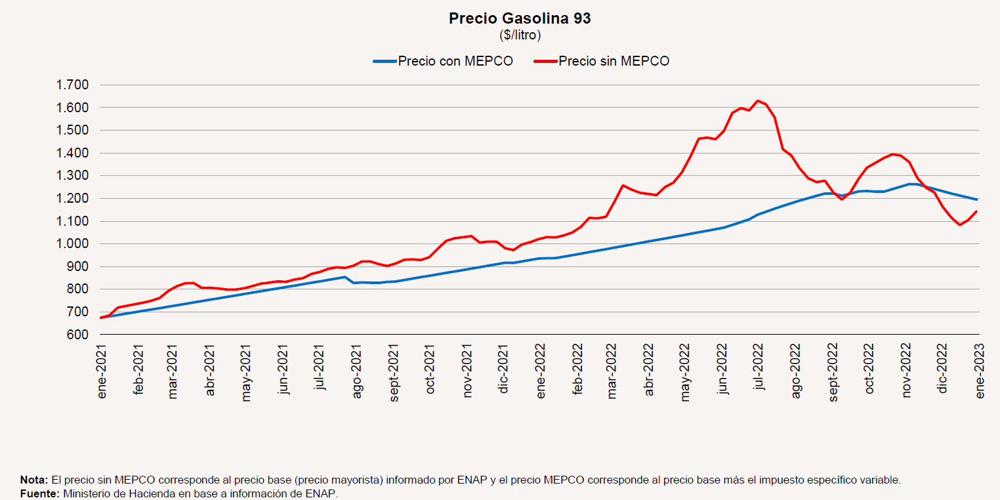 Precio Gasolina 93
($/litro)
Precio con MEPCO
Precio sin MEPCO
1.700
1.600
1.500
1.400
1.300
1.200
1.100
1.000
900
800
700
600
ene-2021
feb-2021
mar-2021
abr-2021
may-2021
jun-2021
jul-2021
ago-2021
sept-2021
oct-2021
nov-2021
dic-2021
ene-2022
feb-2022
mar-2022
abr-2022
may-2022
jun-2022
jul-2022
ago-2022
sept-2022
oct-2022
nov-2022
dic-2022
ene-2023
Nota: El precio sin MEPCO corresponde al precio base (precio mayorista) informado por ENAP y el precio MEPCO corresponde al precio base más el impuesto específico variable.
Fuente: Ministerio de Hacienda en base a información de ENAP.